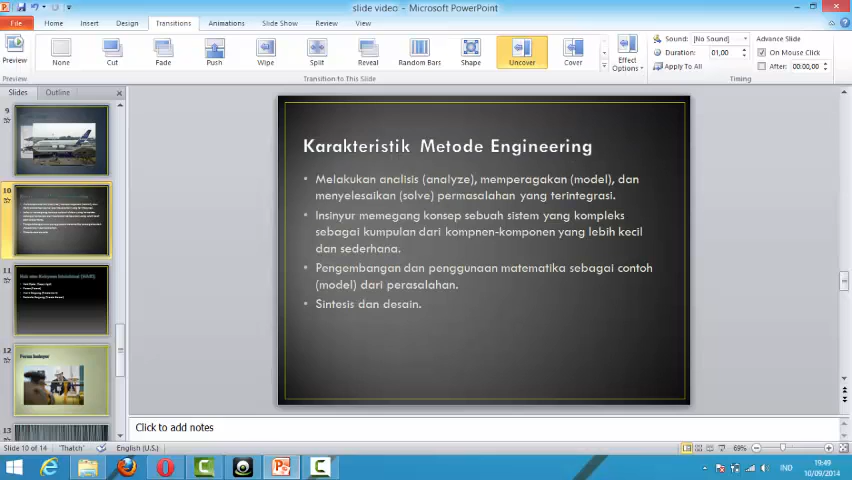 slide video - Microsoft PowerPoint
File Home Insert Design Transitions Animations Slide Show Review View
Preview None Cut Fade Push Wipe Split Reveal Random Bars Shape Uncover Cover Effect Options
Sound: [No Sound] Advance Slide
Duration: 01,00 On Mouse Click
Apply To All After: 00:00,00
Preview Transition to This Slide Timing
Slides Outline
9
10
11
12
13
Karakteristik Metode Engineering
• Melakukan analisis (analyze), memperagakan (model), dan
menyelesaikan (solve) permasalahan yang terintegrasi.
• Insinyur memegang konsep sebuah sistem yang kompleks
sebagai kumpulan dari kompnen-komponen yang lebih kecil
dan sederhana.
• Pengembangan dan penggunaan matematika sebagai contoh
(model) dari perasalahan.
• Sintesis dan desain.
Click to add notes
Slide 10 of 14 "Thatch" English (U.S.) 69%
IND 19:49
10/09/2014